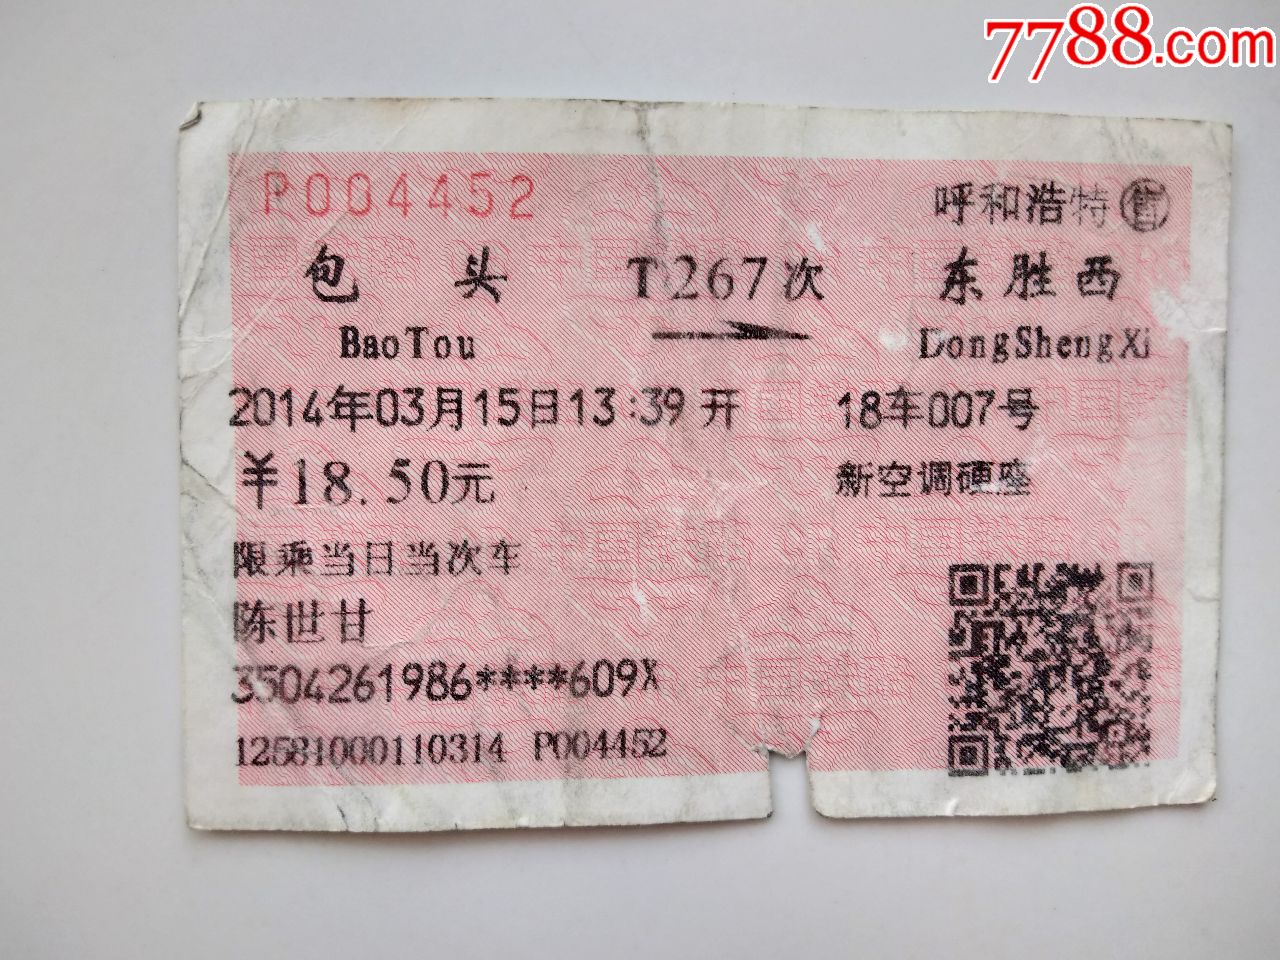 7788.com
P004452
呼和浩特 售
包头 T267次 东胜西
BaoTou DongShengXi
2014年03月15日13:39开 18车007号
¥18.50元 新空调硬座
限乘当日当次车
陈世甘
3504261986****609X
12581000110314 P004452